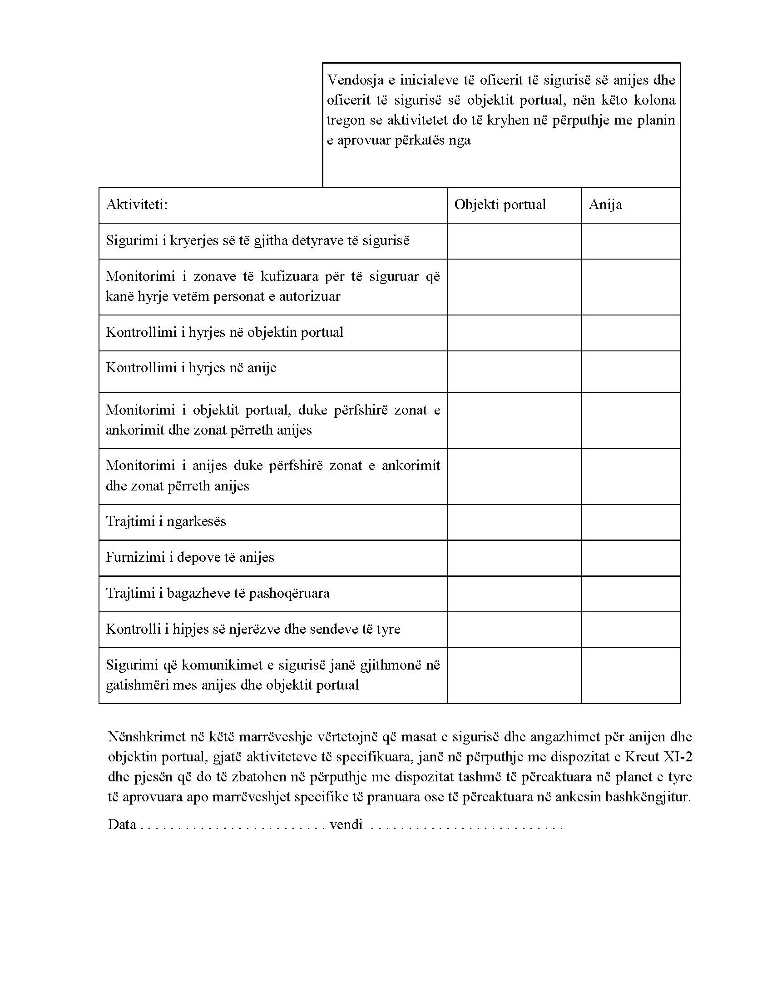 Vendosja e inicialeve të oficerit të sigurisë së anijes dhe
oficerit të sigurisë së objektit portual, nën këto kolona
tregon se aktivitetet do të kryhen në përputhje me planin
e aprovuar përkatës nga
Aktiviteti: Objekti portual Anija
Sigurimi i kryerjes së të gjitha detyrave të sigurisë
Monitorimi i zonave të kufizuara për të siguruar që
kanë hyrje vetëm personat e autorizuar
Kontrollimi i hyrjes në objektin portual
Kontrollimi i hyrjes në anije
Monitorimi i objektit portual, duke përfshirë zonat e
ankorimit dhe zonat përreth anijes
Monitorimi i anijes duke përfshirë zonat e ankorimit
dhe zonat përreth anijes
Trajtimi i ngarkesës
Furnizimi i depove të anijes
Trajtimi i bagazheve të pashoqëruara
Kontrolli i hipjes së njerëzve dhe sendeve të tyre
Sigurimi që komunikimet e sigurisë janë gjithmonë në
gatishmëri mes anijes dhe objektit portual
Nënshkrimet në këtë marrëveshje vërtetojnë që masat e sigurisë dhe angazhimet për anijen dhe
objektin portual, gjatë aktiviteteve të specifikuara, janë në përputhje me dispozitat e Kreut XI-2
dhe pjesën që do të zbatohen në përputhje me dispozitat tashmë të përcaktuara në planet e tyre
të aprovuara apo marrëveshjet specifike të pranuara ose të përcaktuara në ankesin bashkëngjitur.
Data . . . . . . . . . . . . . . . . . . . . . . . . . vendi . . . . . . . . . . . . . . . . . . . . . . . . . .